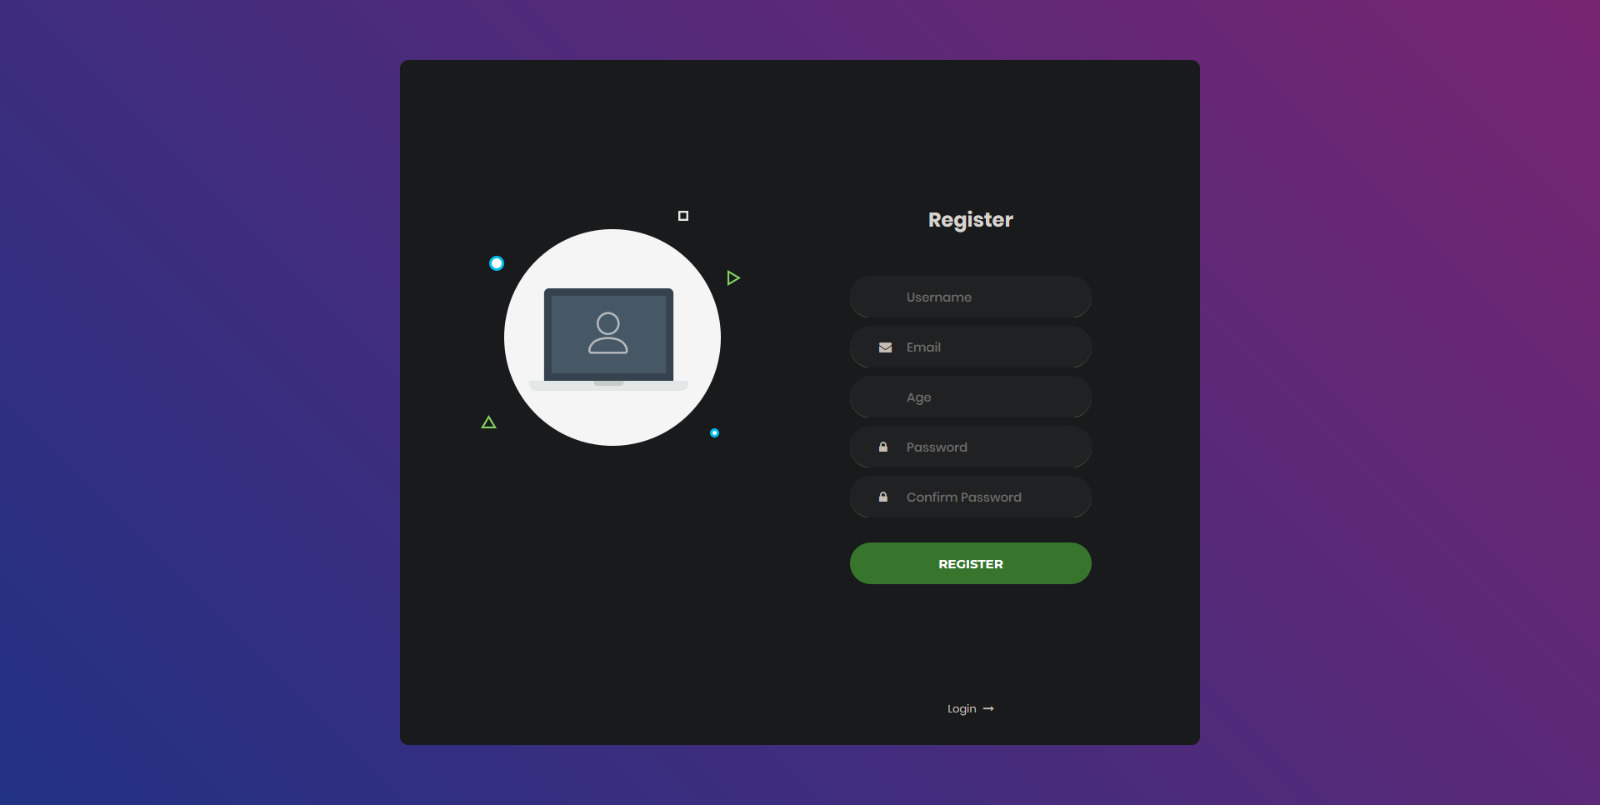 Register
Username
Email
Age
Password
Confirm Password
REGISTER
Login